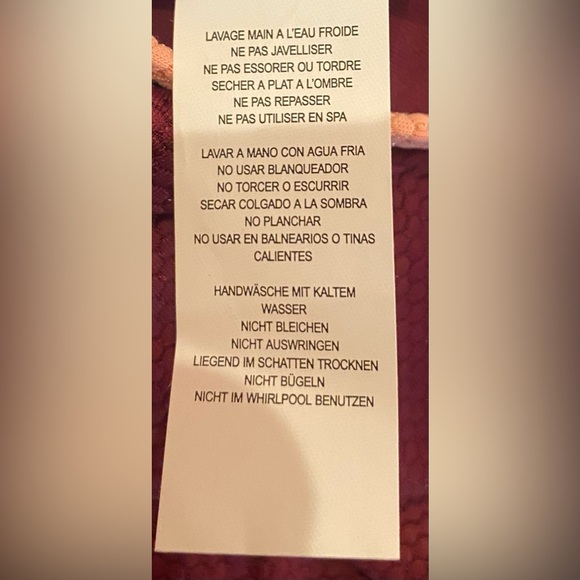 LAVAGE MAIN A L'EAU FROIDE
NE PAS JAVELLISER
NE PAS ESSORER OU TORDRE
SECHER A PLAT A L'OMBRE
NE PAS REPASSER
NE PAS UTILISER EN SPA
LAVAR A MANO CON AGUA FRIA
NO USAR BLANQUEADOR
NO TORCER O ESCURRIR
SECAR COLGADO A LA SOMBRA
NO PLANCHAR
NO USAR EN BALNEARIOS O TINAS
CALIENTES
HANDWÄSCHE MIT KALTEM
WASSER
NICHT BLEICHEN
NICHT AUSWRINGEN
LIEGEND IM SCHATTEN TROCKNEN
NICHT BÜGELN
NICHT IM WHIRLPOOL BENUTZEN